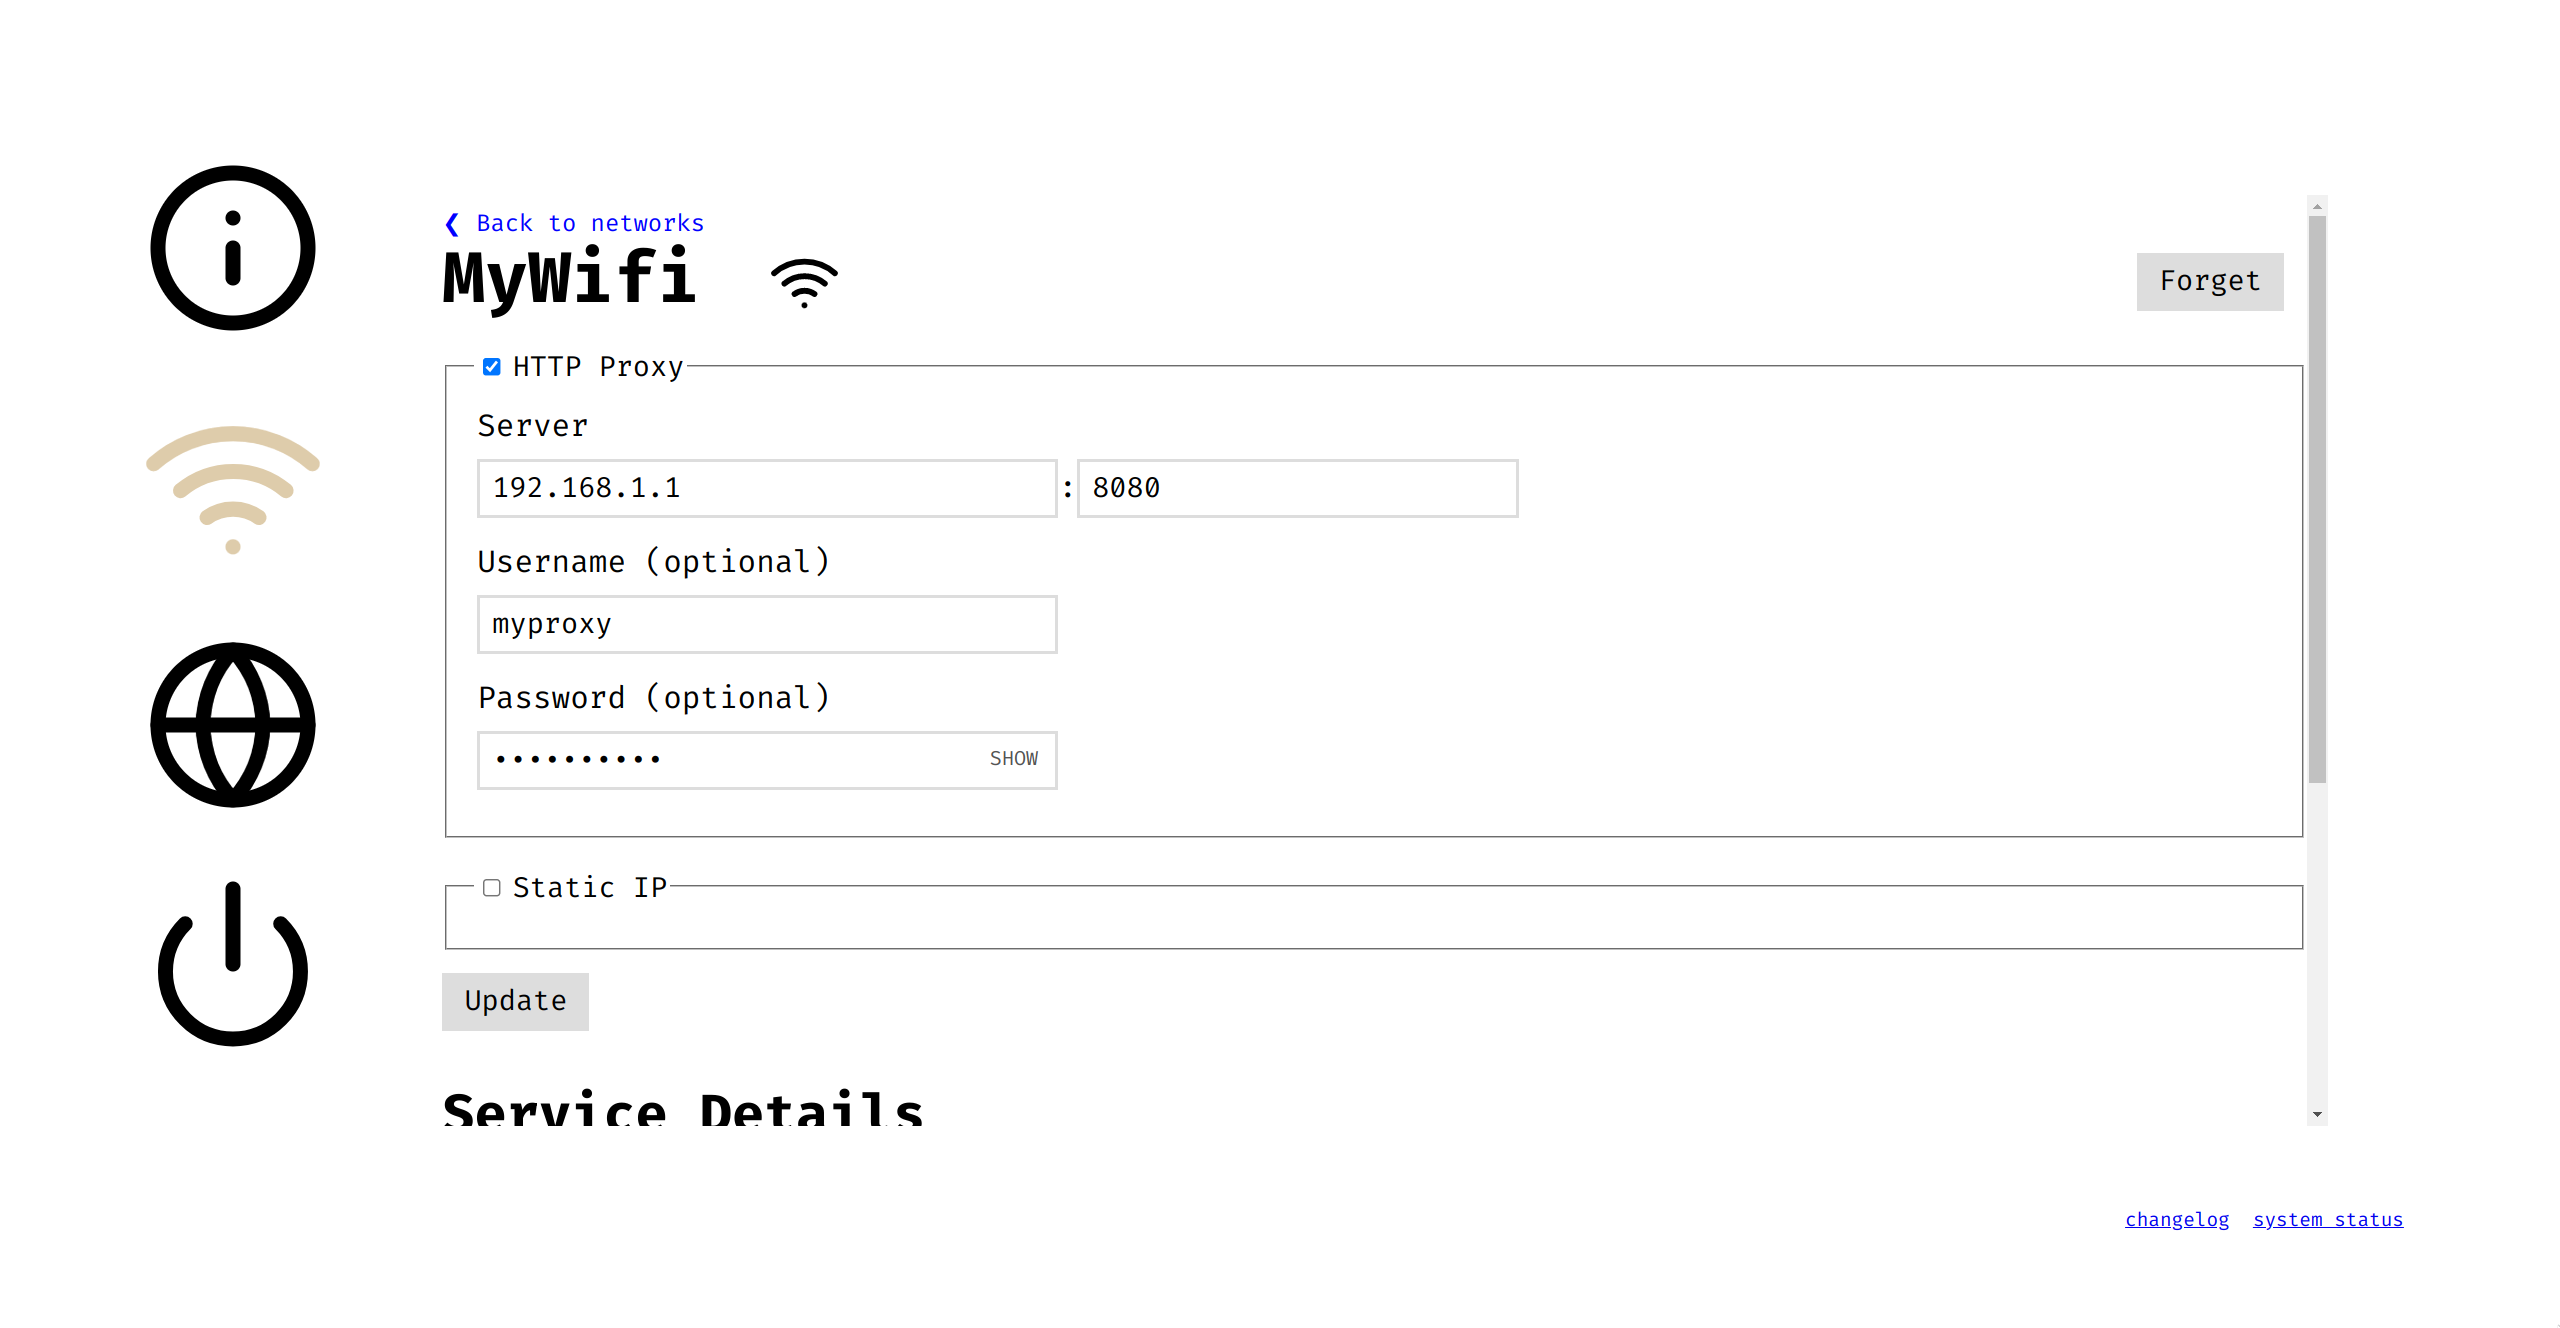 ❮ Back to networks
MyWifi
Forget
HTTP Proxy
Server
192.168.1.1 : 8080
Username (optional)
myproxy
Password (optional)
•••••••••• SHOW
Static IP
Update
Service Details
changelog system status